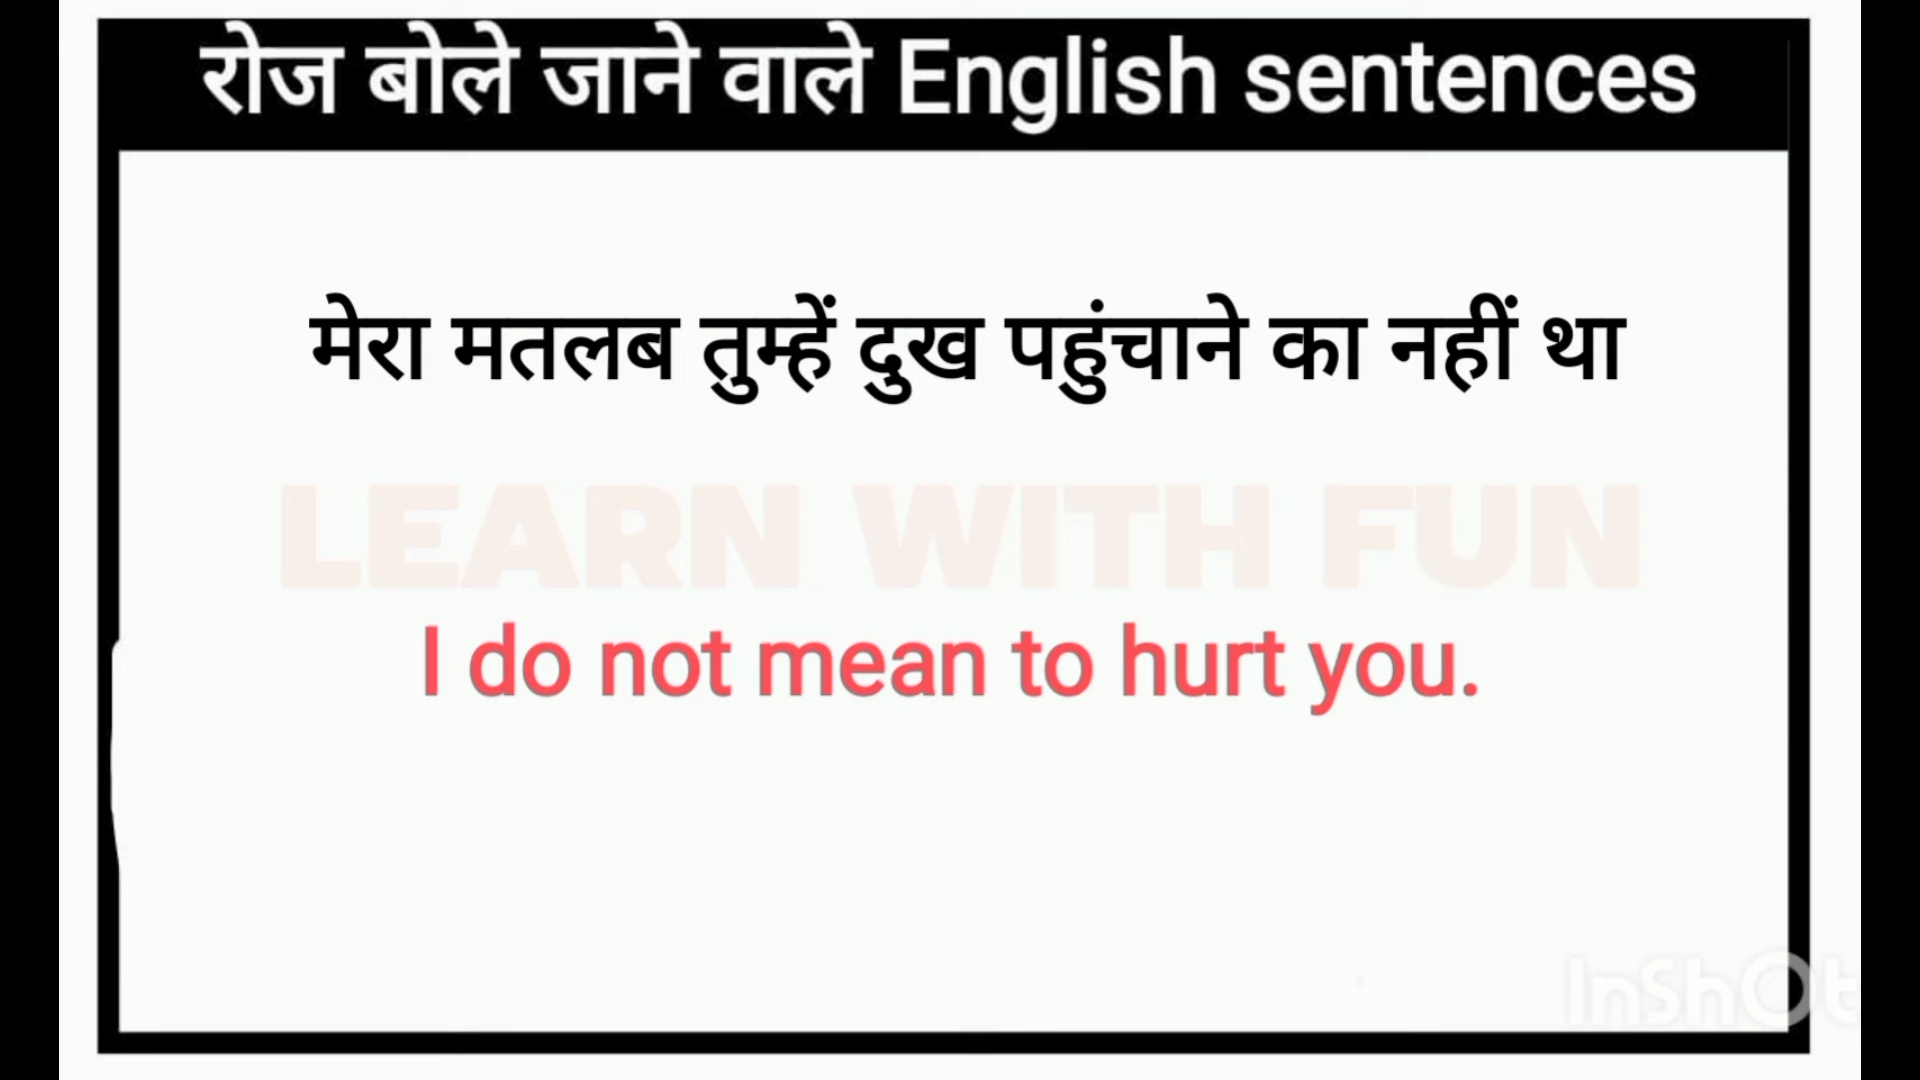 रोज बोले जाने वाले English sentences
मेरा मतलब तुम्हें दुख पहुंचाने का नहीं था
LEARN WITH FUN
I do not mean to hurt you.
InShOt